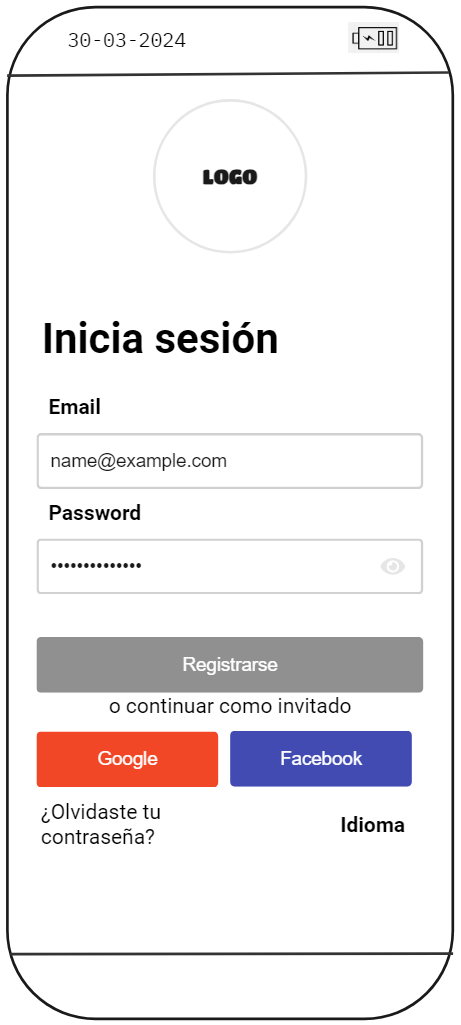 30-03-2024
LOGO
Inicia sesión
Email
name@example.com
Password
••••••••••••••
Registrarse
o continuar como invitado
Google
Facebook
¿Olvidaste tu
contraseña?
Idioma